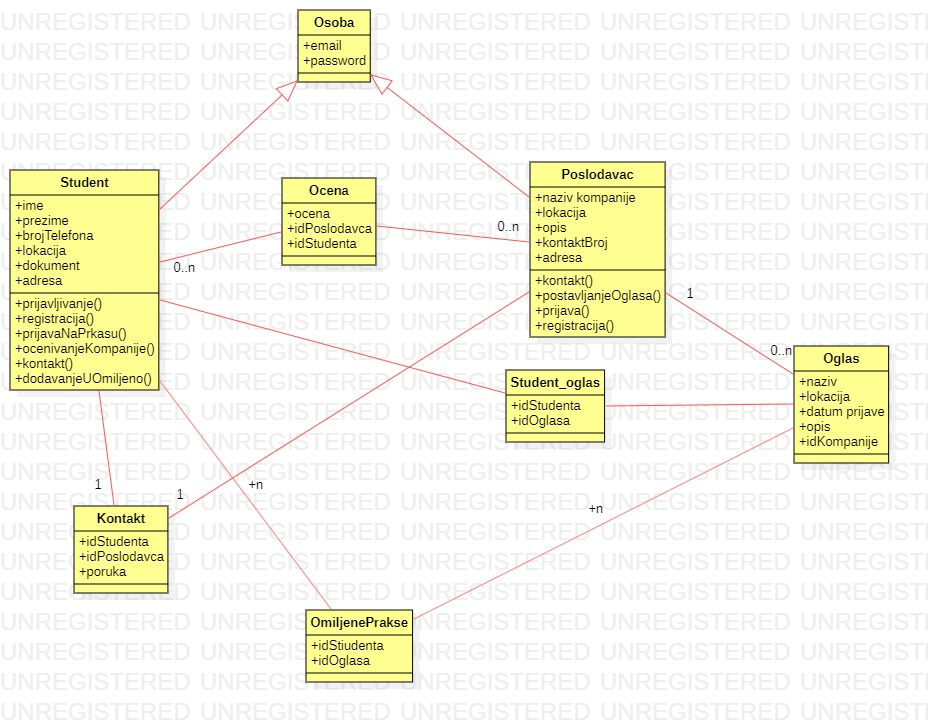 Osoba
+email
+password
Student
+ime
+prezime
+brojTelefona
+lokacija
+dokument
+adresa
+prijavljivanje()
+registracija()
+prijavaNaPrkasu()
+ocenivanjeKompanije()
+kontakt()
+dodavanjeUOmiljeno()
Ocena
+ocena
+idPoslodavca
+idStudenta
0..n
0..n
Poslodavac
+naziv kompanije
+lokacija
+opis
+kontaktBroj
+adresa
+kontakt()
+postavljanjeOglasa()
+prijava()
+registracija()
1
0..n
Oglas
+naziv
+lokacija
+datum prijave
+opis
+idKompanije
Student_oglas
+idStudenta
+idOglasa
1
1
+n
+n
Kontakt
+idStudenta
+idPoslodavca
+poruka
OmiljenePrakse
+idStiudenta
+idOglasa
UNREGISTERED